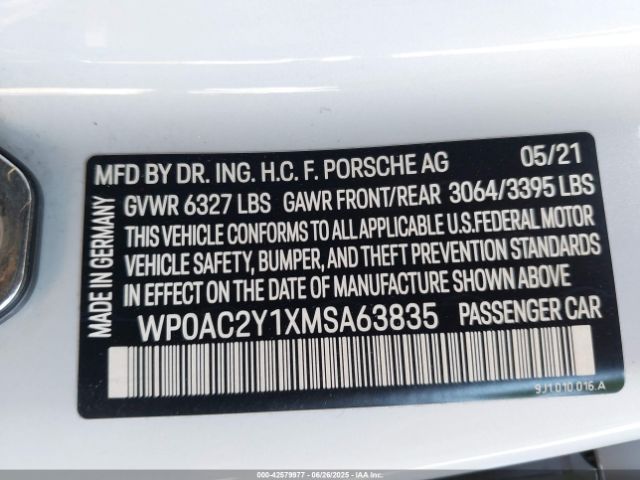 MFD BY DR. ING. H.C. F. PORSCHE AG 05/21
GVWR 6327 LBS GAWR FRONT/REAR 3064/3395 LBS
THIS VEHICLE CONFORMS TO ALL APPLICABLE U.S.FEDERAL MOTOR
VEHICLE SAFETY, BUMPER, AND THEFT PREVENTION STANDARDS
IN EFFECT ON THE DATE OF MANUFACTURE SHOWN ABOVE
WP0AC2Y1XMSA63835 PASSENGER CAR
MADE IN GERMANY
9J1.010.016.A
000-42579977 - 06/26/2025 - IAAI.COM